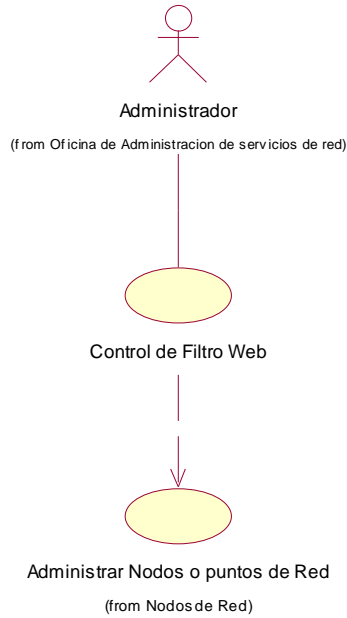 Administrador
(from Oficina de Administracion de servicios de red)
Control de Filtro Web
Administrar Nodos o puntos de Red
(from Nodos de Red)